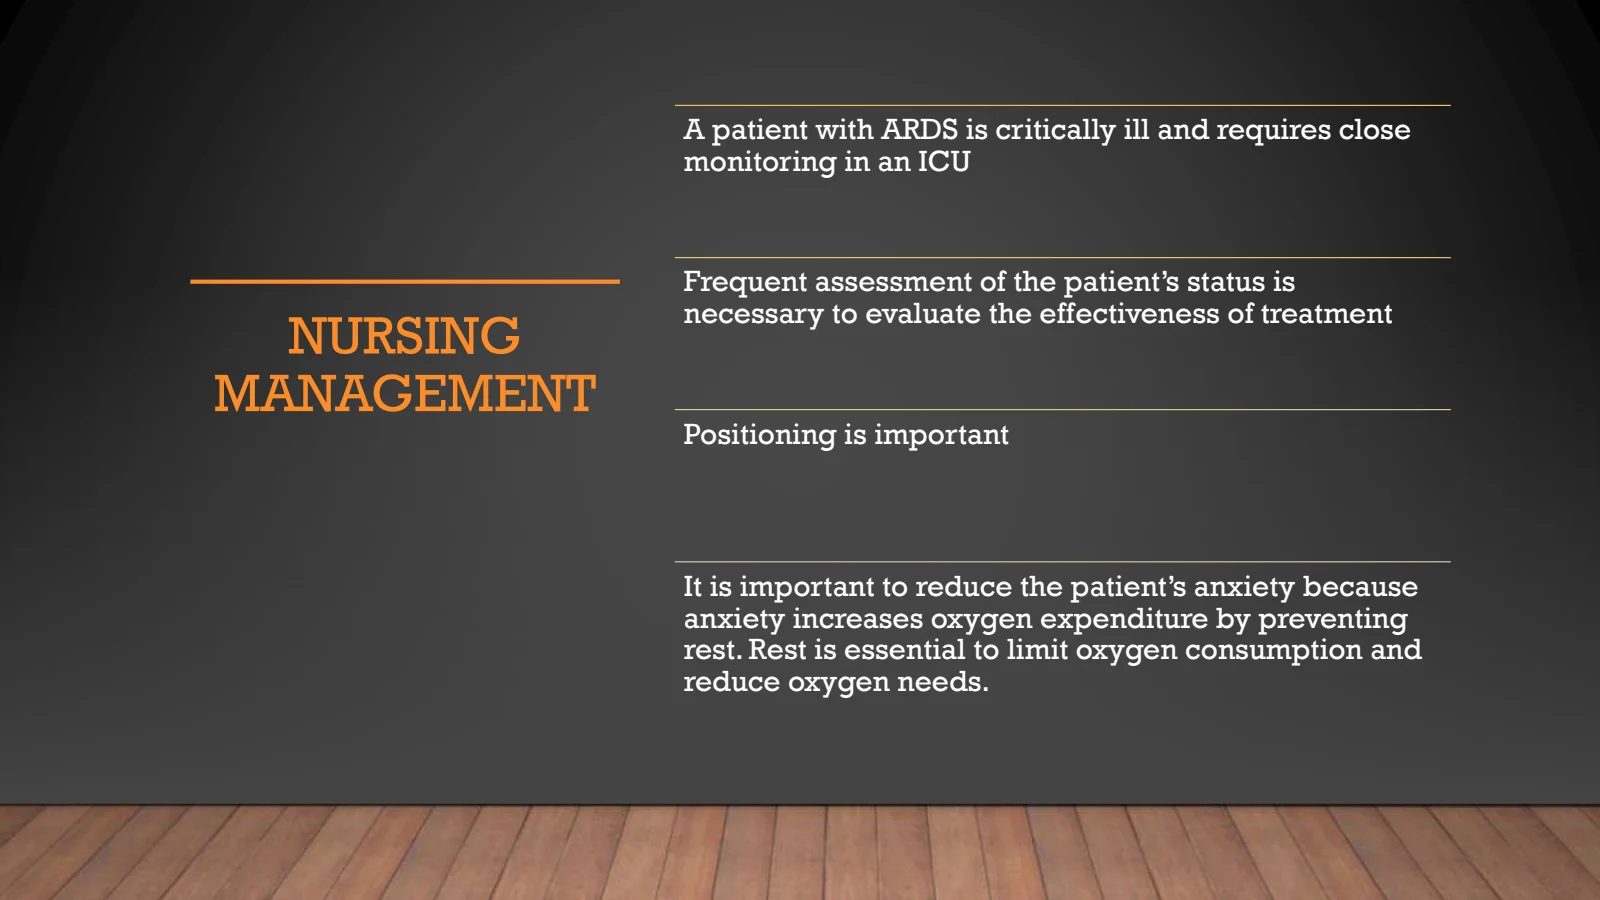 NURSING
MANAGEMENT
A patient with ARDS is critically ill and requires close
monitoring in an ICU
Frequent assessment of the patient’s status is
necessary to evaluate the effectiveness of treatment
Positioning is important
It is important to reduce the patient’s anxiety because
anxiety increases oxygen expenditure by preventing
rest. Rest is essential to limit oxygen consumption and
reduce oxygen needs.